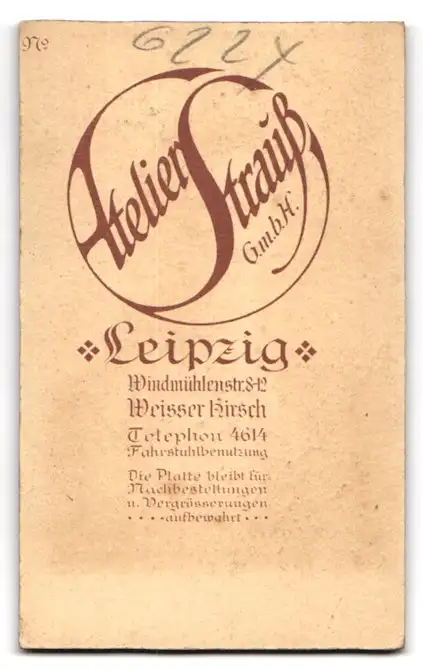 No
Atelier Strauß
G.m.b.H.
Leipzig
Windmühlenstr. 8-12
Weisser Hirsch
Telephon 4614
Fahrstuhlbenutzung
Die Platte bleibt für
Nachbestellungen
u. Vergrösserungen
····aufbewahrt···